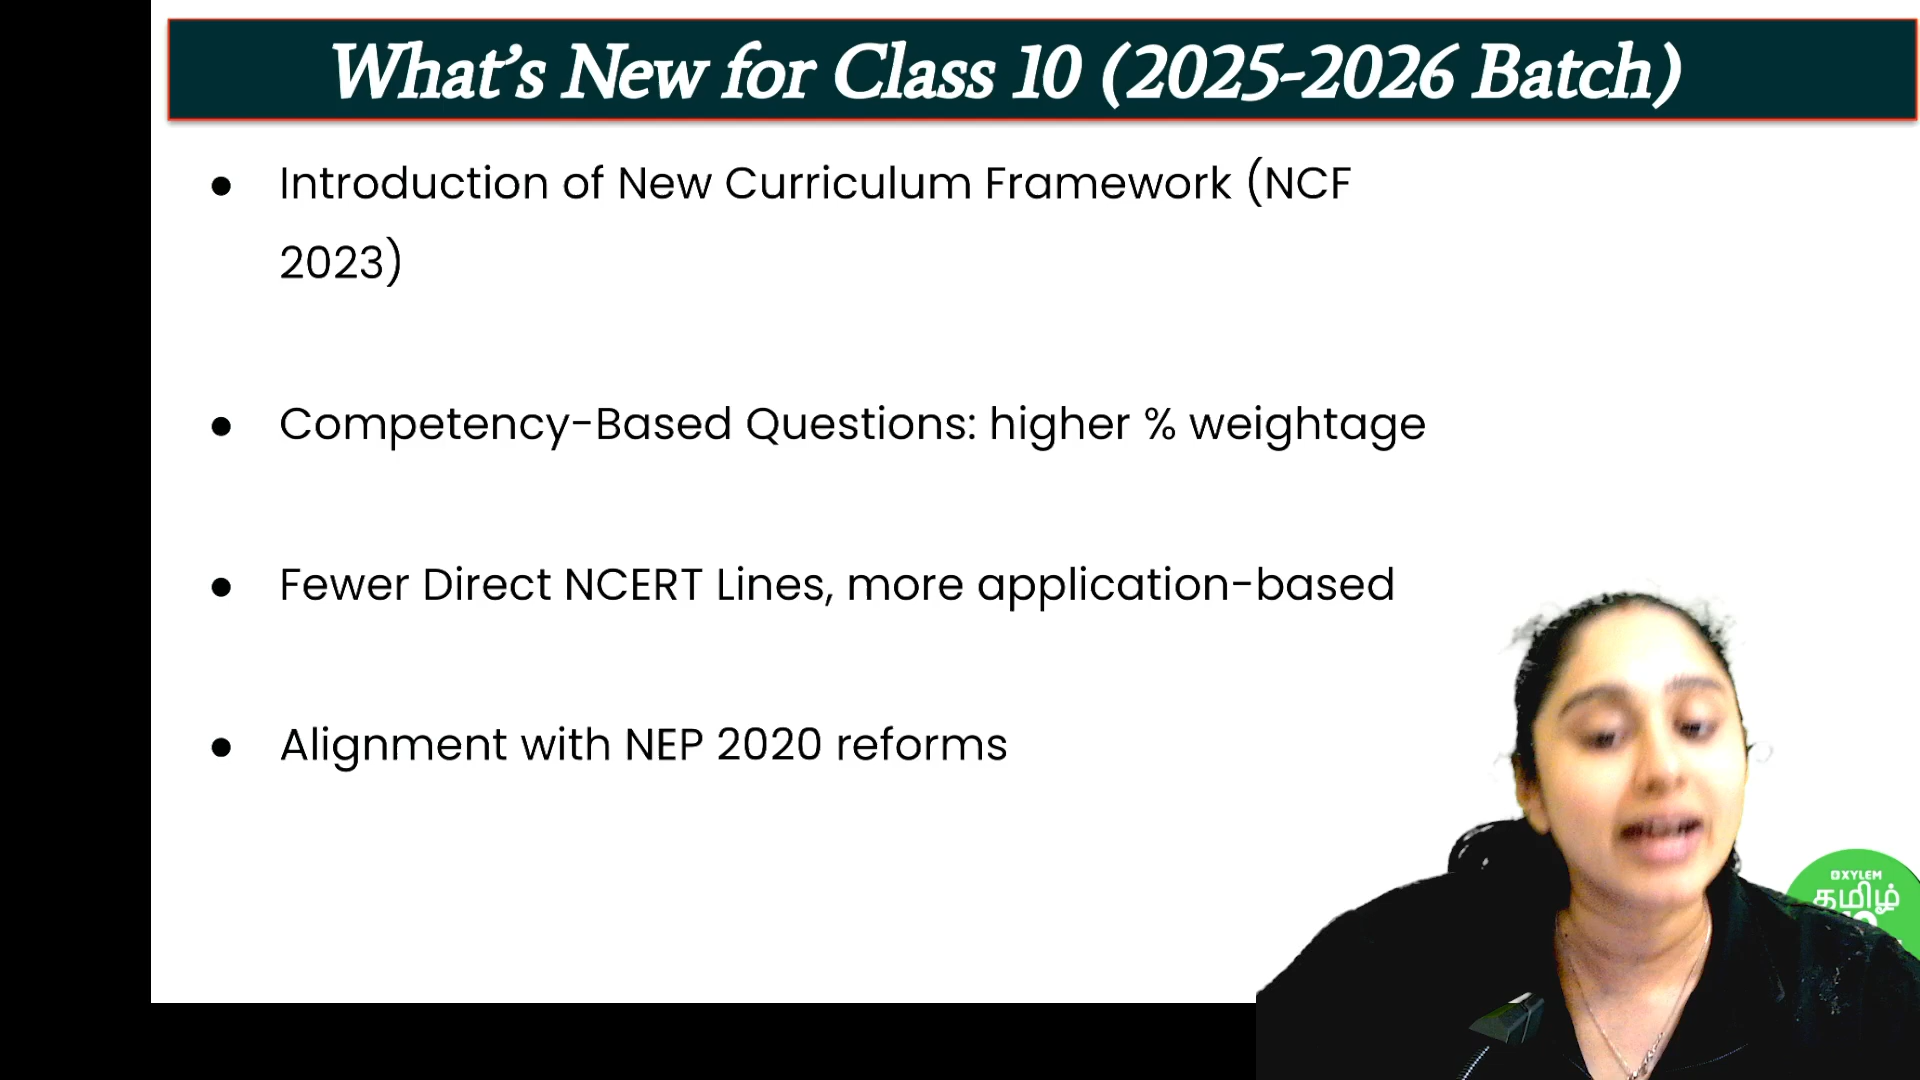 What's New for Class 10 (2025-2026 Batch)
● Introduction of New Curriculum Framework (NCF
2023)
● Competency-Based Questions: higher % weightage
● Fewer Direct NCERT Lines, more application-based
● Alignment with NEP 2020 reforms
XYLEM
தமிழ்